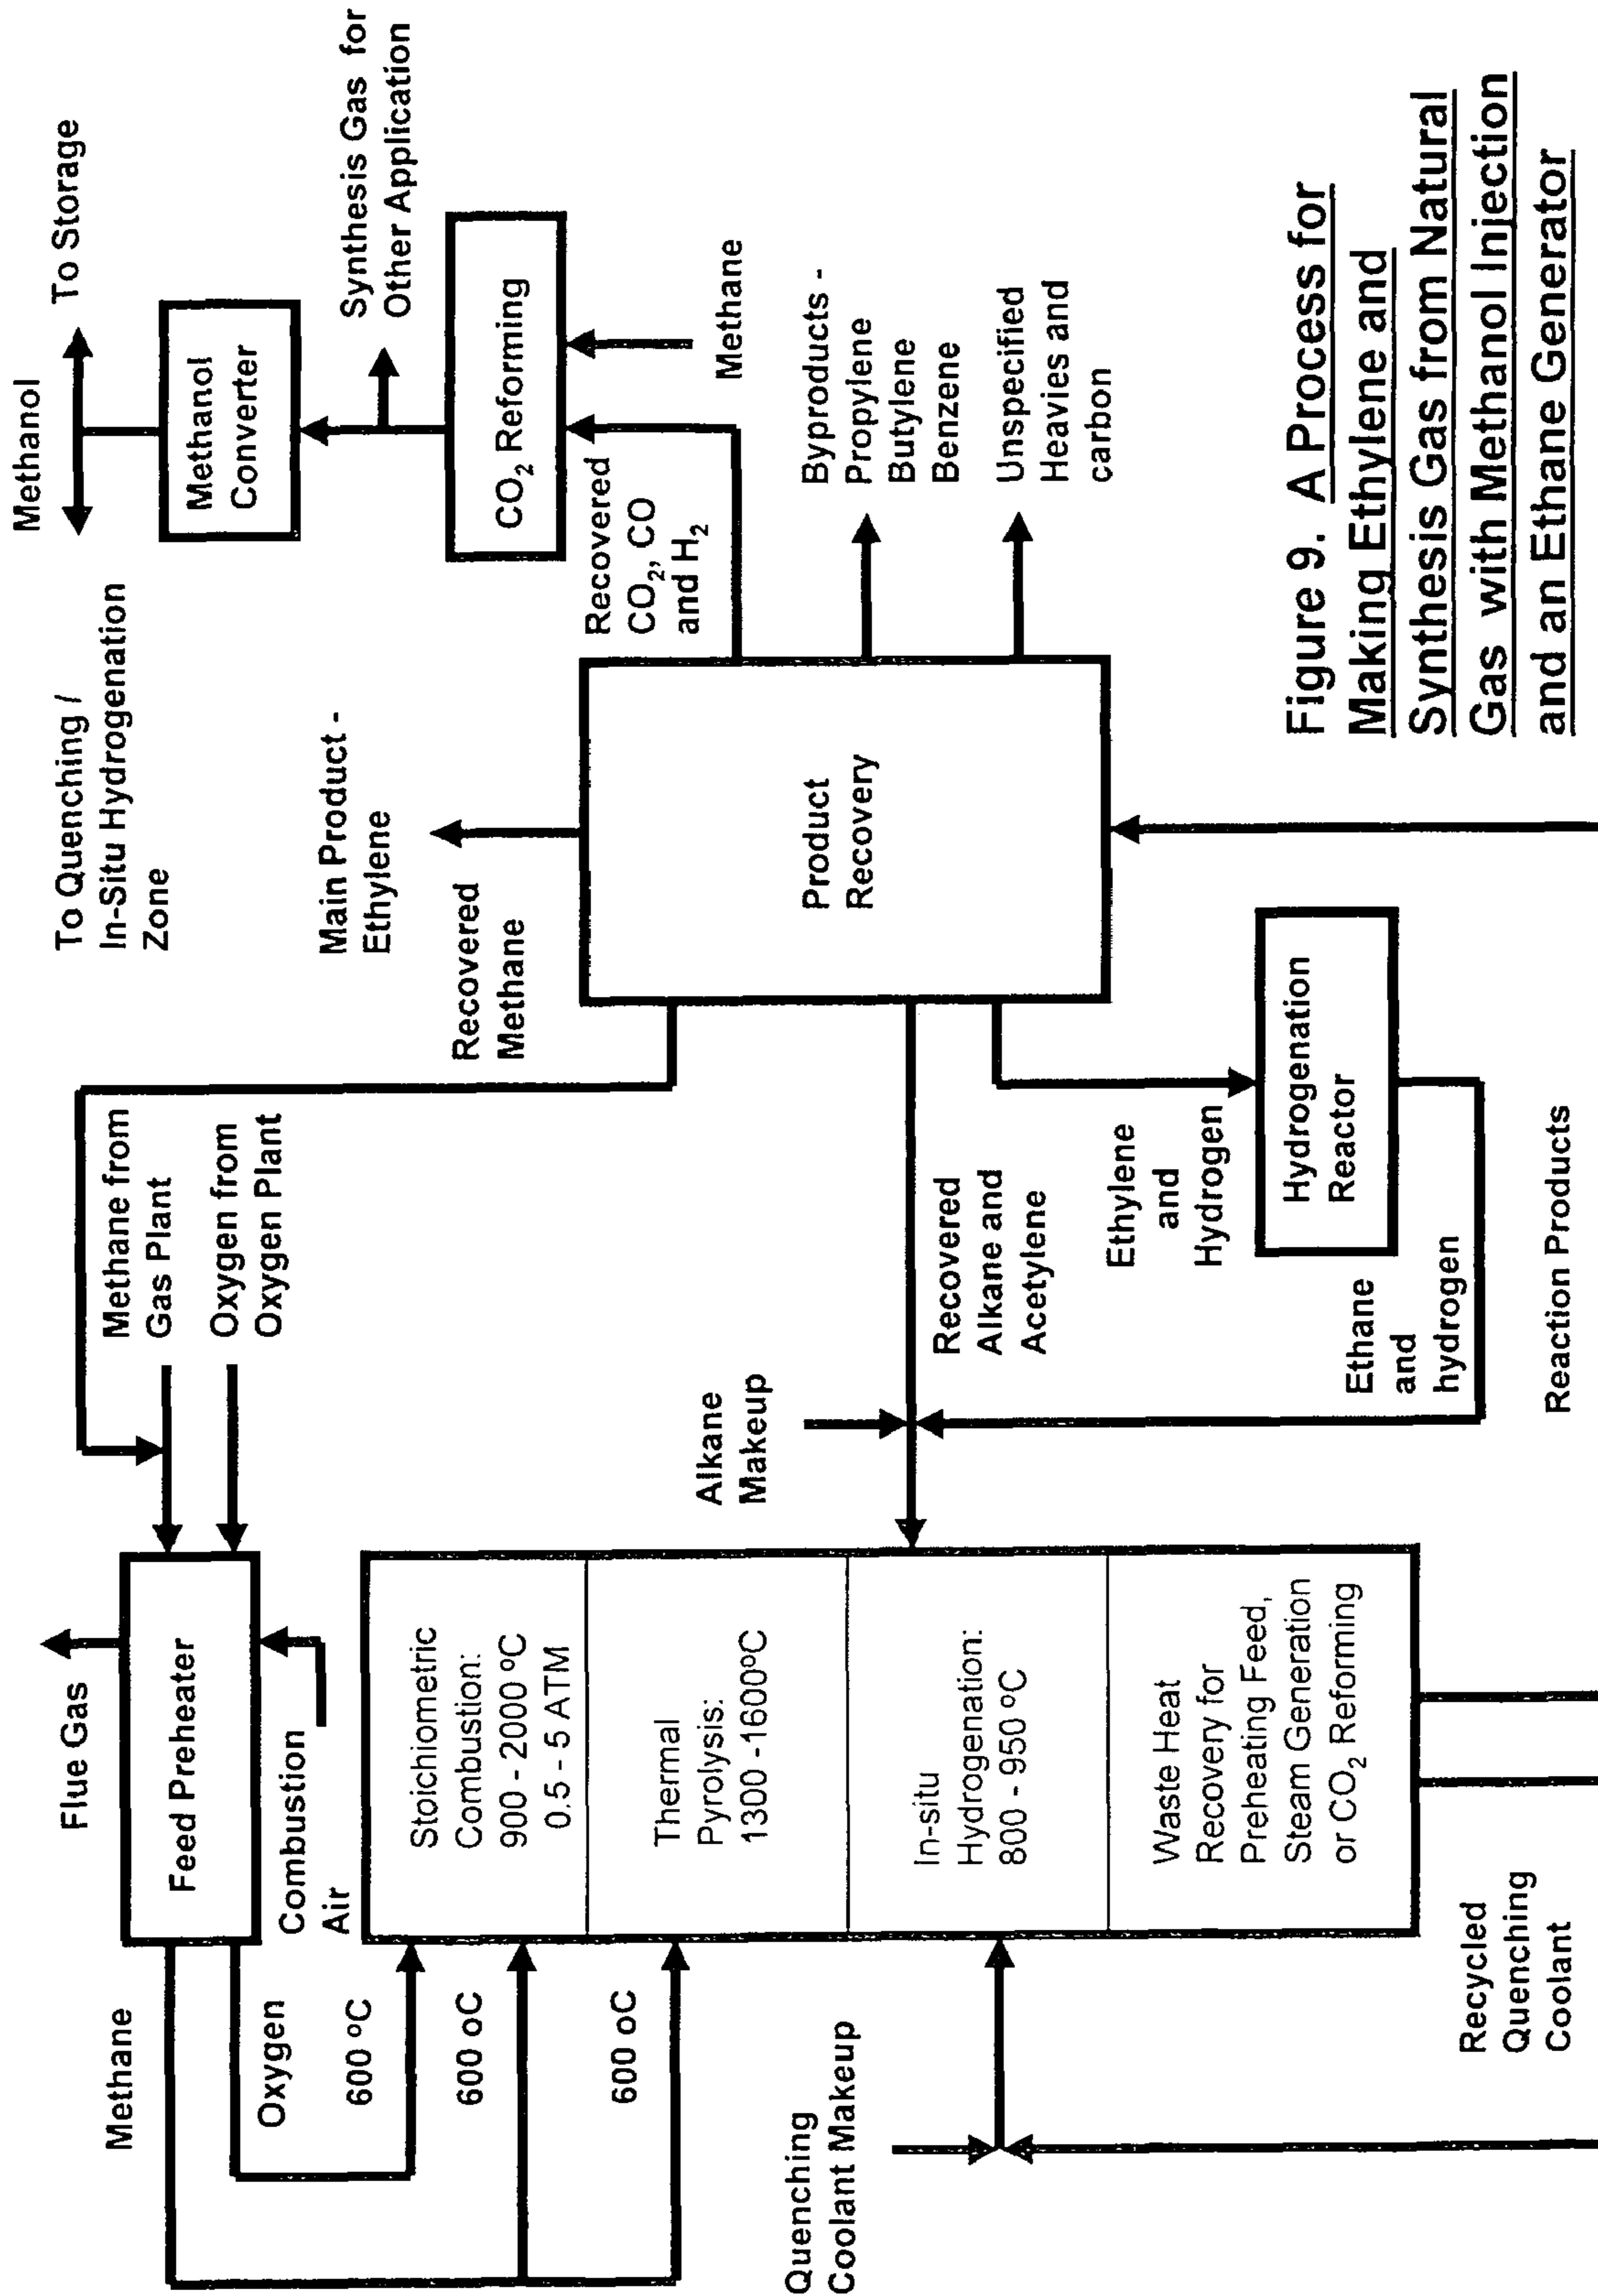 Flue Gas
Feed Preheater
Methane
Oxygen
Combustion
Air
Methane from
Gas Plant
Oxygen from
Oxygen Plant
600 ºC
600 oC
600 oC
Stoichiometric
Combustion:
900 - 2000 ºC
0.5 - 5 ATM
Thermal
Pyrolysis:
1300 -1600ºC
In-situ
Hydrogenation:
800 - 950 ºC
Waste Heat
Recovery for
Preheating Feed,
Steam Generation
or CO₂ Reforming
Quenching
Coolant Makeup
Recycled
Quenching
Coolant
Alkane
Makeup
Recovered
Alkane and
Acetylene
Ethylene
and
Hydrogen
Hydrogenation
Reactor
Ethane
and
hydrogen
Reaction Products
Recovered
Methane
Main Product -
Ethylene
Product
Recovery
To Quenching /
In-Situ Hydrogenation
Zone
Methanol
To Storage
Methanol
Converter
Synthesis Gas for
Other Application
CO₂ Reforming
Recovered
CO₂, CO
and H₂
Methane
Byproducts -
Propylene
Butylene
Benzene
Unspecified
Heavies and
carbon
Figure 9. A Process for
Making Ethylene and
Synthesis Gas from Natural
Gas with Methanol Injection
and an Ethane Generator